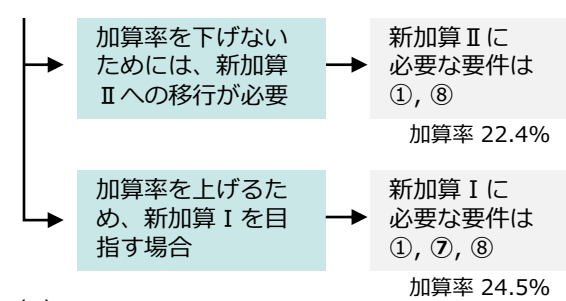 加算率を下げない
ためには、新加算
Ⅱへの移行が必要
新加算Ⅱに
必要な要件は
①, ⑧
加算率 22.4%
加算率を上げるた
め、新加算Ⅰを目
指す場合
新加算Ⅰに
必要な要件は
①, ⑦, ⑧
加算率 24.5%